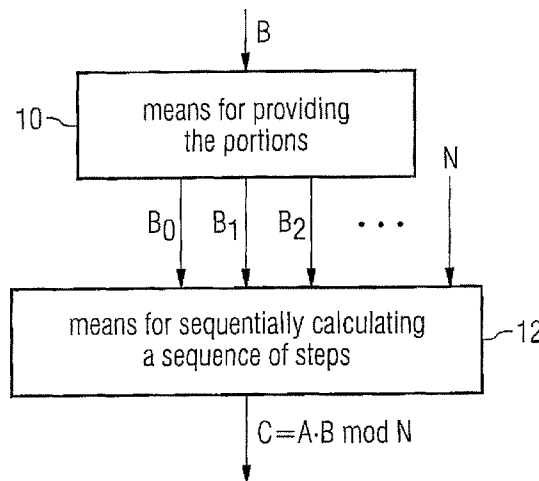 B
10
means for providing
the portions
N
B0 B1 B2 ...
means for sequentially calculating
a sequence of steps
12
C=A·B mod N